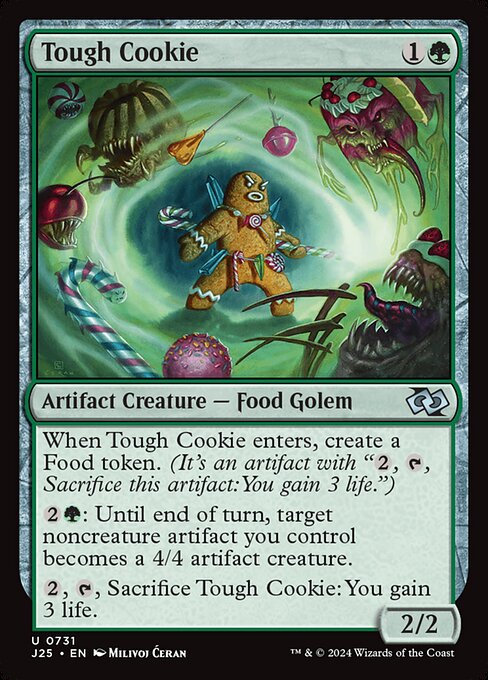 Tough Cookie 1
Artifact Creature — Food Golem
When Tough Cookie enters, create a
Food token. (It's an artifact with “2, ,
Sacrifice this artifact: You gain 3 life.”)
2 : Until end of turn, target
noncreature artifact you control
becomes a 4/4 artifact creature.
2, , Sacrifice Tough Cookie: You gain
3 life.
2/2
U 0731
J25 • EN Milivoj Ćeran
™ & © 2024 Wizards of the Coast